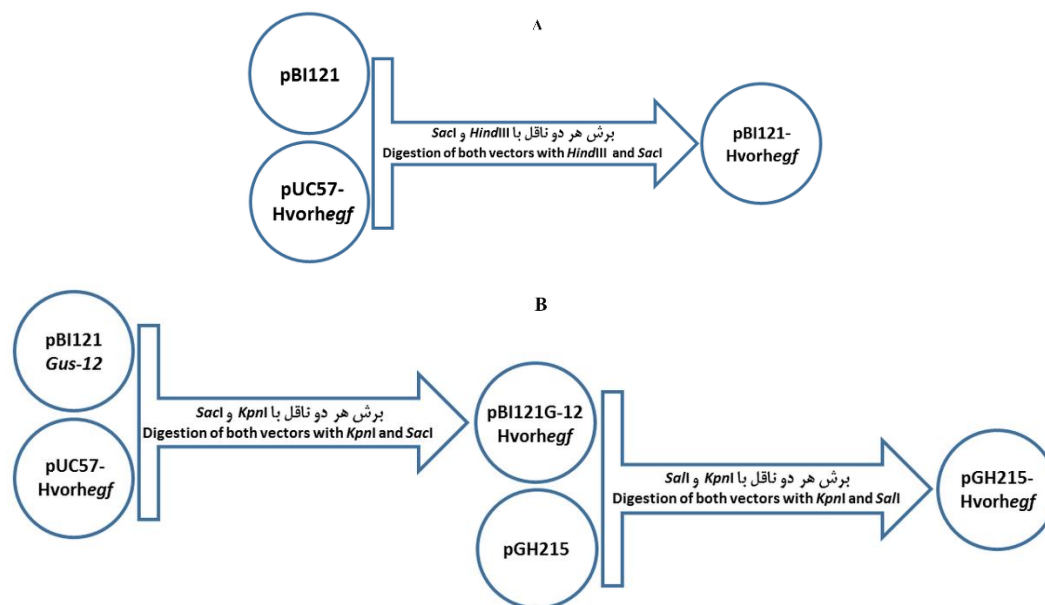 A
pBI121
pUC57-
Hvorhegf
برش هر دو ناقل با HindIII و SacI
Digestion of both vectors with HindIII and SacI
pBI121-
Hvorhegf
B
pBI121
Gus-12
pUC57-
Hvorhegf
برش هر دو ناقل با KpnI و SacI
Digestion of both vectors with KpnI and SacI
pBI121G-12
Hvorhegf
pGH215
برش هر دو ناقل با KpnI و SalI
Digestion of both vectors with KpnI and SalI
pGH215-
Hvorhegf